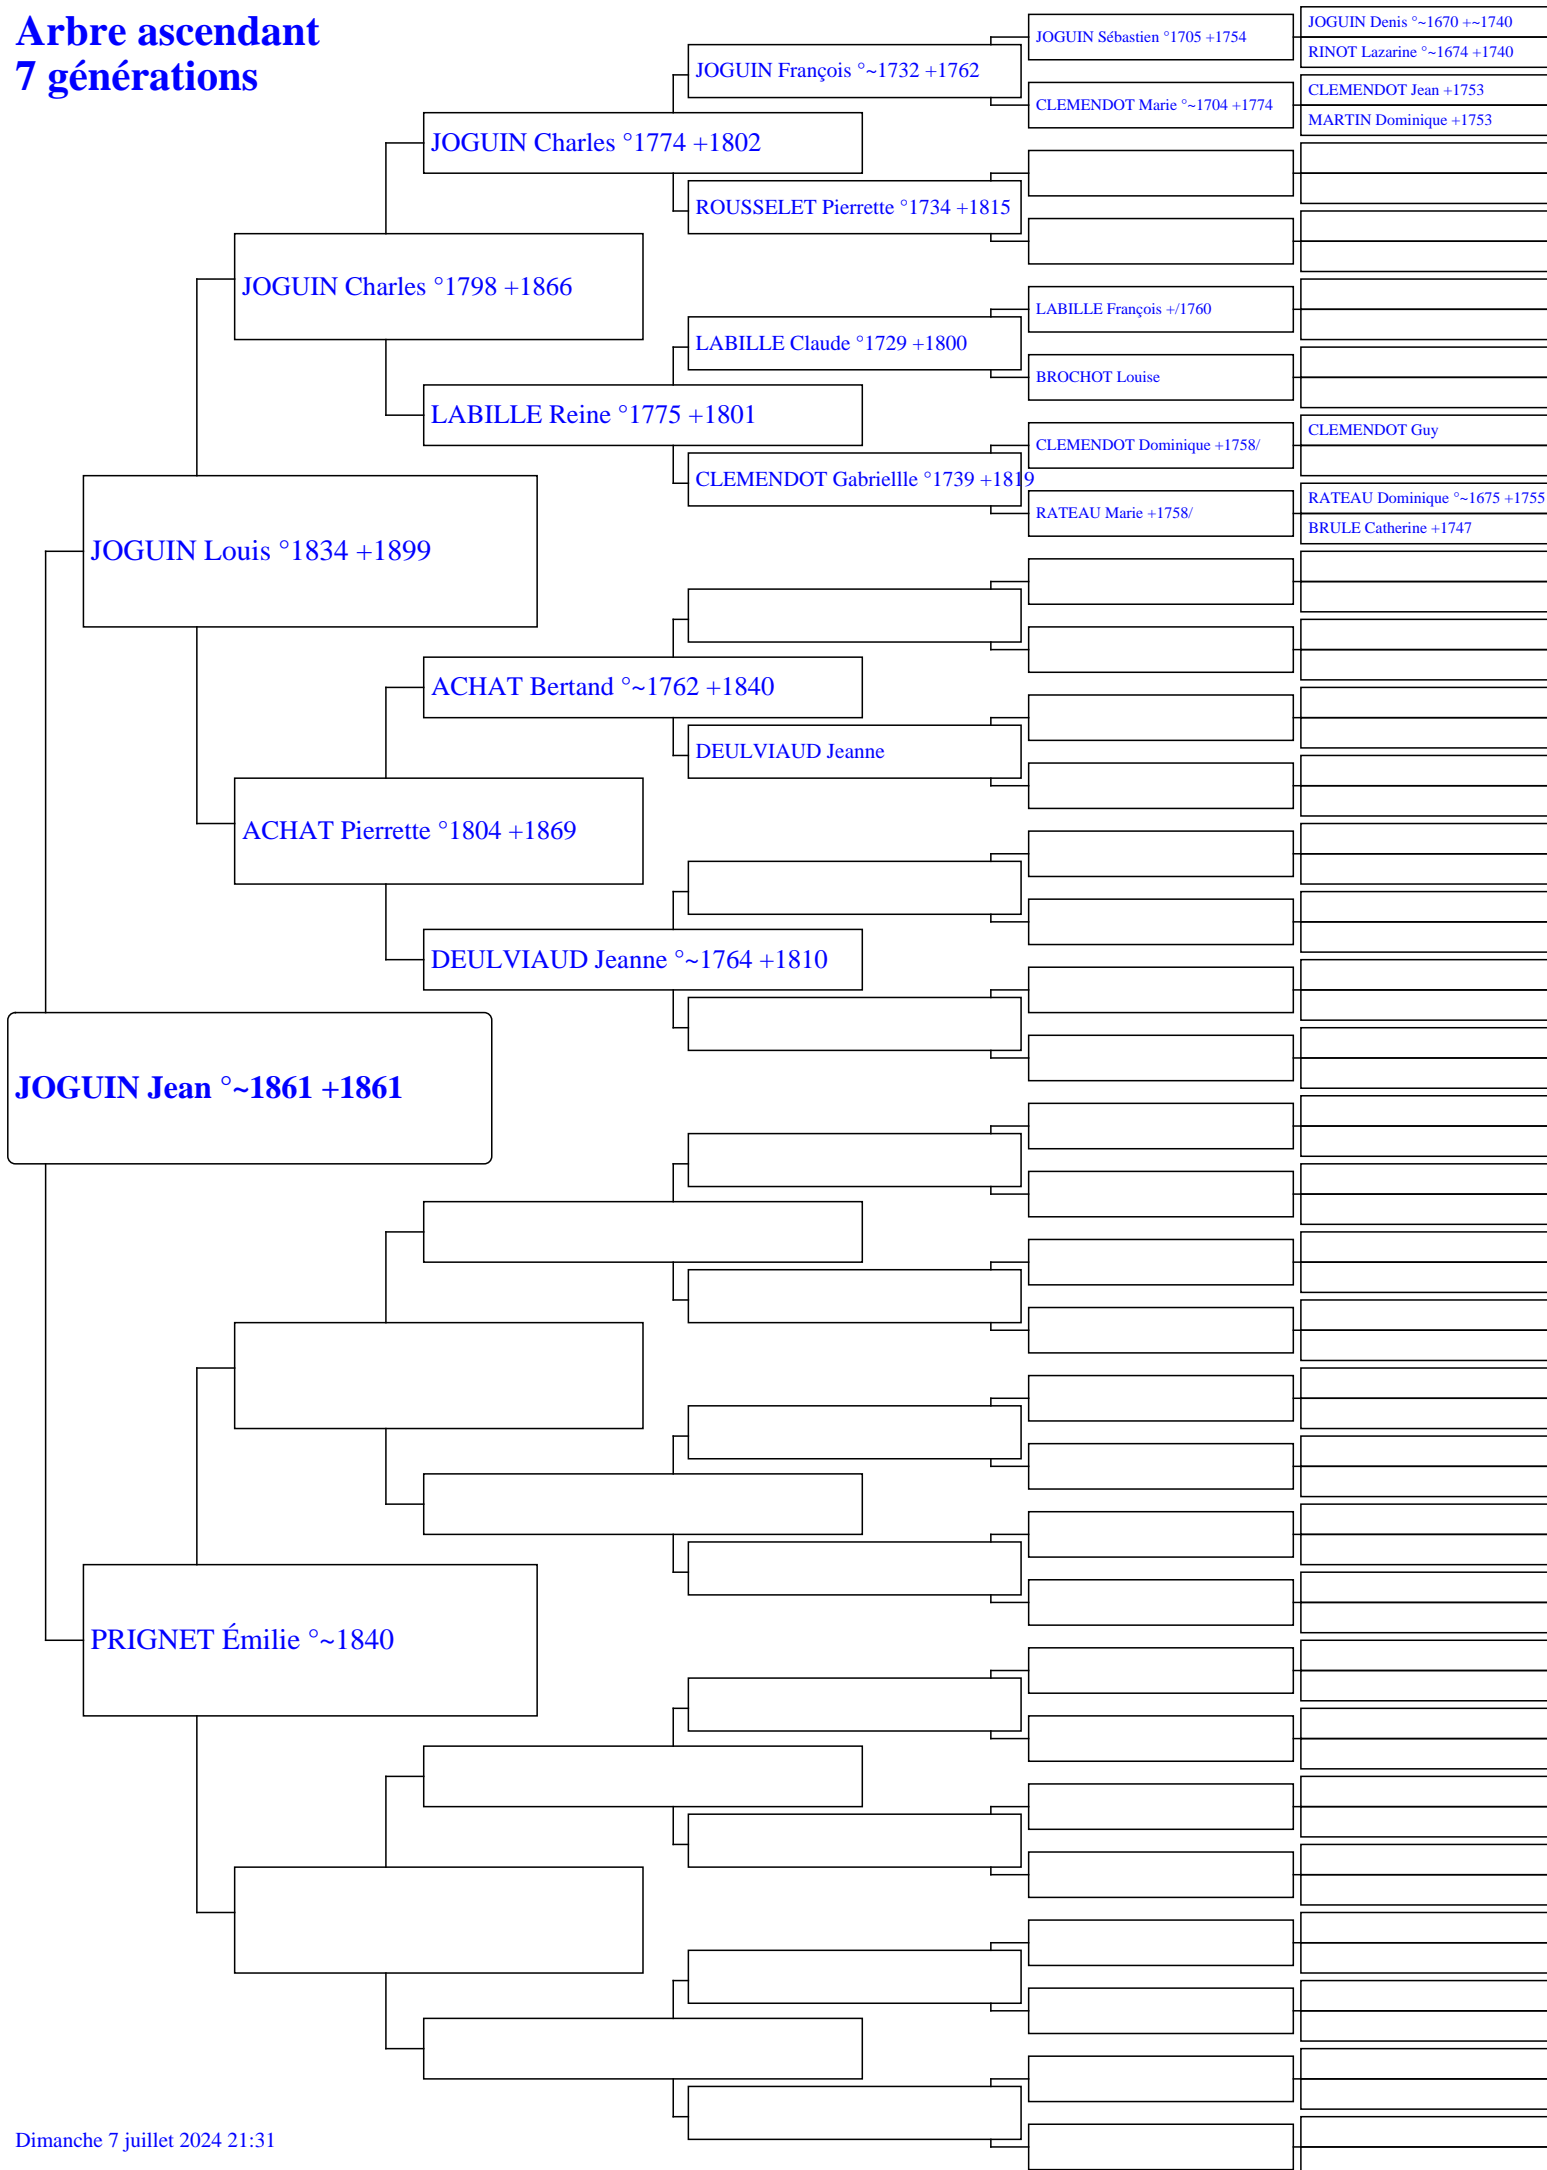 Arbre ascendant
7 générations
JOGUIN Denis °~1670 +~1740
JOGUIN Sébastien °1705 +1754
RINOT Lazarine °~1674 +1740
JOGUIN François °~1732 +1762
CLEMENDOT Jean +1753
CLEMENDOT Marie °~1704 +1774
MARTIN Dominique +1753
JOGUIN Charles °1774 +1802
ROUSSELET Pierrette °1734 +1815
JOGUIN Charles °1798 +1866
LABILLE François +/1760
LABILLE Claude °1729 +1800
BROCHOT Louise
LABILLE Reine °1775 +1801
CLEMENDOT Guy
CLEMENDOT Dominique +1758/
CLEMENDOT Gabriellle °1739 +1819
RATEAU Dominique °~1675 +1755
RATEAU Marie +1758/
BRULE Catherine +1747
JOGUIN Louis °1834 +1899
ACHAT Bertand °~1762 +1840
DEULVIAUD Jeanne
ACHAT Pierrette °1804 +1869
DEULVIAUD Jeanne °~1764 +1810
JOGUIN Jean °~1861 +1861
PRIGNET Émilie °~1840
Dimanche 7 juillet 2024 21:31